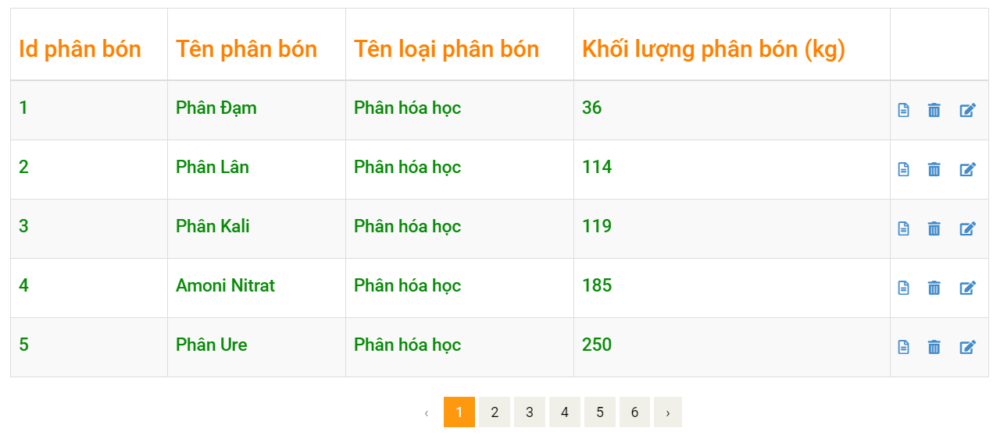 Id phân bón Tên phân bón Tên loại phân bón Khối lượng phân bón (kg)
1 Phân Đạm Phân hóa học 36
2 Phân Lân Phân hóa học 114
3 Phân Kali Phân hóa học 119
4 Amoni Nitrat Phân hóa học 185
5 Phân Ure Phân hóa học 250
‹ 1 2 3 4 5 6 ›